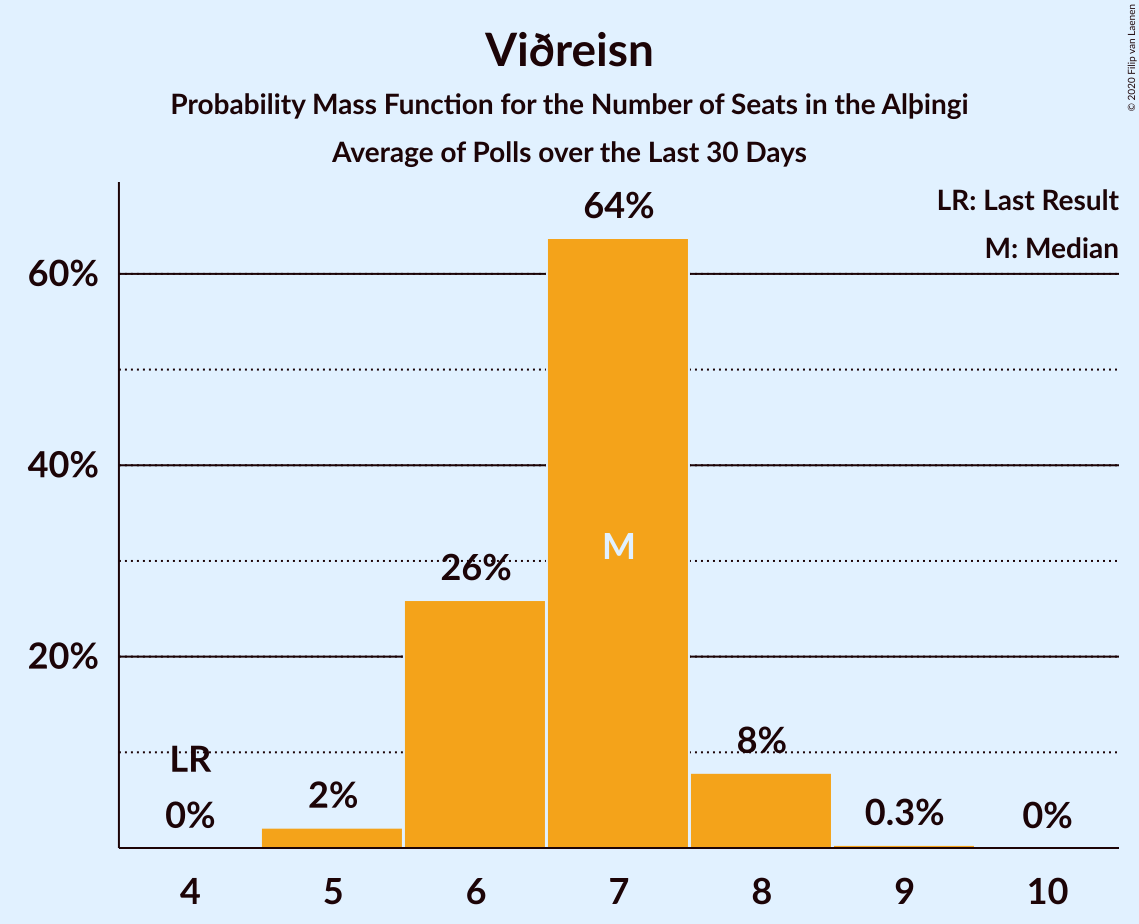 Viðreisn
Probability Mass Function for the Number of Seats in the Alþingi
Average of Polls over the Last 30 Days
© 2020 Filip van Laenen
LR: Last Result
M: Median
64%
60%
40%
M
26%
20%
LR
8%
2%
0%
0.3%
0%
4 5 6 7 8 9 10